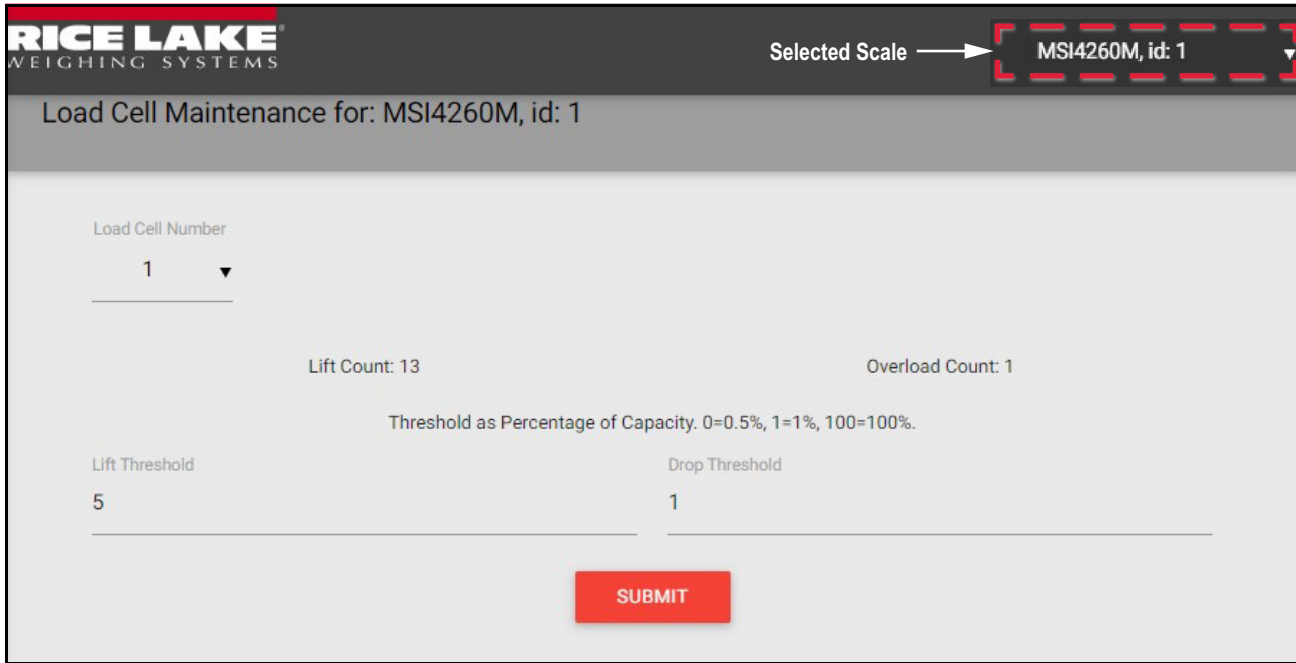 RICE LAKE®
WEIGHING SYSTEMS
Selected Scale
MSI4260M, id: 1
Load Cell Maintenance for: MSI4260M, id: 1
Load Cell Number
1
Lift Count: 13
Overload Count: 1
Threshold as Percentage of Capacity. 0=0.5%, 1=1%, 100=100%.
Lift Threshold
Drop Threshold
5
1
SUBMIT